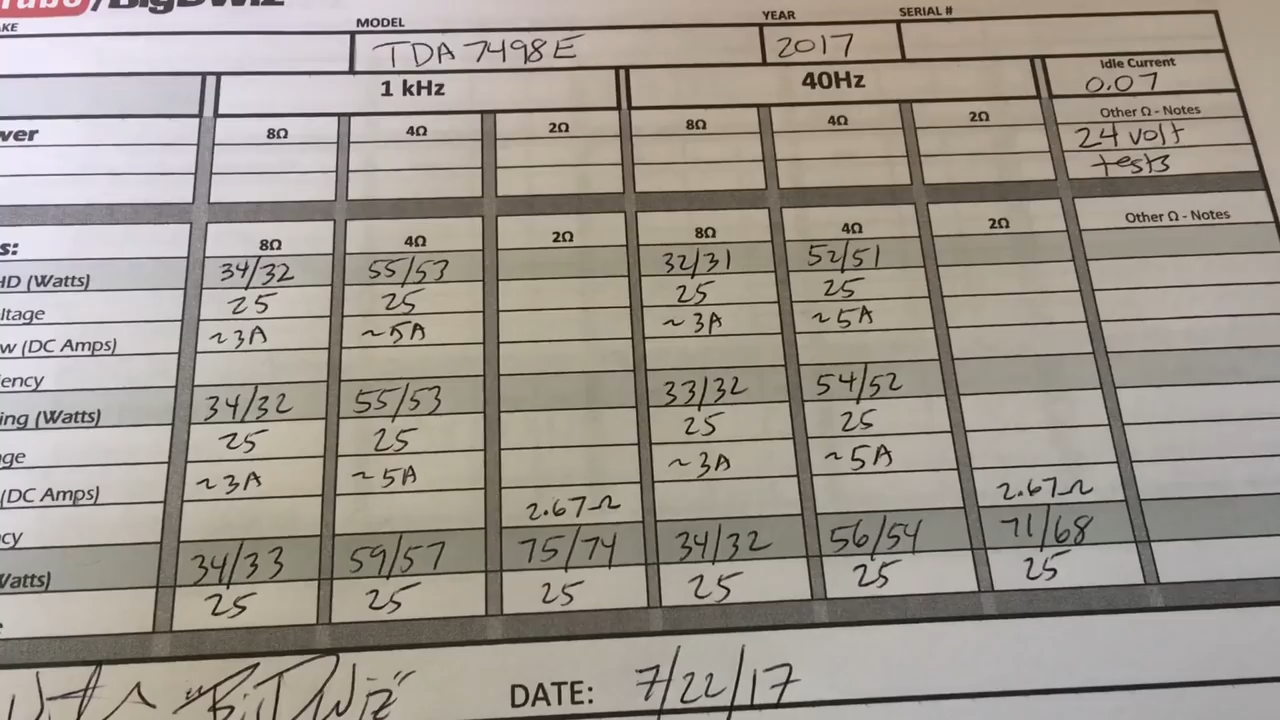 Tube/BigDWiz
MODEL YEAR SERIAL #
TDA 7498E 2017
1 kHz 40Hz Idle Current
0.07
8Ω 4Ω 2Ω 8Ω 4Ω 2Ω Other Ω - Notes
24 volt
tests
8Ω 4Ω 2Ω 8Ω 4Ω 2Ω Other Ω - Notes
HD (Watts) 34/32 55/53 32/31 52/51
ltage 25 25 25 25
w (DC Amps) ~3A ~5A ~3A ~5A
iency
ing (Watts) 34/32 55/53 33/32 54/52
ge 25 25 25 25
(DC Amps) ~3A ~5A ~3A ~5A
cy 2.67Ω 2.67Ω
Watts) 34/33 59/57 75/74 34/32 56/54 71/68
25 25 25 25 25 25
"BigDWiz" DATE: 7/22/17